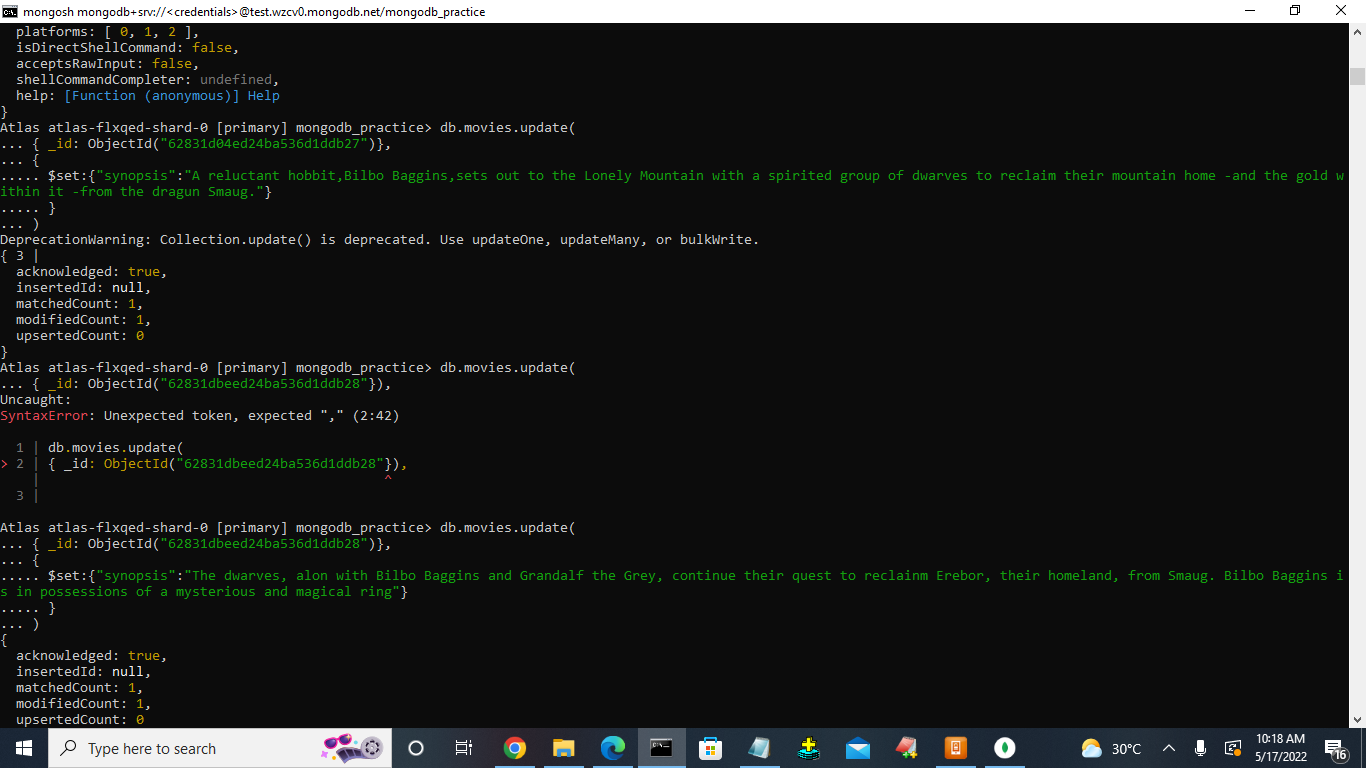 mongosh mongodb+srv://<credentials>@test.wzcv0.mongodb.net/mongodb_practice
  platforms: [ 0, 1, 2 ],
  isDirectShellCommand: false,
  acceptsRawInput: false,
  shellCommandCompleter: undefined,
  help: [Function (anonymous)] Help
}
Atlas atlas-flxqed-shard-0 [primary] mongodb_practice> db.movies.update(
... { _id: ObjectId("62831d04ed24ba536d1ddb27")},
... {
..... $set:{"synopsis":"A reluctant hobbit,Bilbo Baggins,sets out to the Lonely Mountain with a spirited group of dwarves to reclaim their mountain home -and the gold w
ithin it -from the dragun Smaug."}
..... }
... )
DeprecationWarning: Collection.update() is deprecated. Use updateOne, updateMany, or bulkWrite.
{ 3 |
  acknowledged: true,
  insertedId: null,
  matchedCount: 1,
  modifiedCount: 1,
  upsertedCount: 0
}
Atlas atlas-flxqed-shard-0 [primary] mongodb_practice> db.movies.update(
... { _id: ObjectId("62831dbeed24ba536d1ddb28"}),
Uncaught:
SyntaxError: Unexpected token, expected "," (2:42)
  1 | db.movies.update(
> 2 | { _id: ObjectId("62831dbeed24ba536d1ddb28"}),
    |                                           ^
  3 |
Atlas atlas-flxqed-shard-0 [primary] mongodb_practice> db.movies.update(
... { _id: ObjectId("62831dbeed24ba536d1ddb28")},
... {
..... $set:{"synopsis":"The dwarves, alon with Bilbo Baggins and Grandalf the Grey, continue their quest to reclainm Erebor, their homeland, from Smaug. Bilbo Baggins i
s in possessions of a mysterious and magical ring"}
..... }
... )
{
  acknowledged: true,
  insertedId: null,
  matchedCount: 1,
  modifiedCount: 1,
  upsertedCount: 0
Type here to search
30°C
10:18 AM
5/17/2022
16